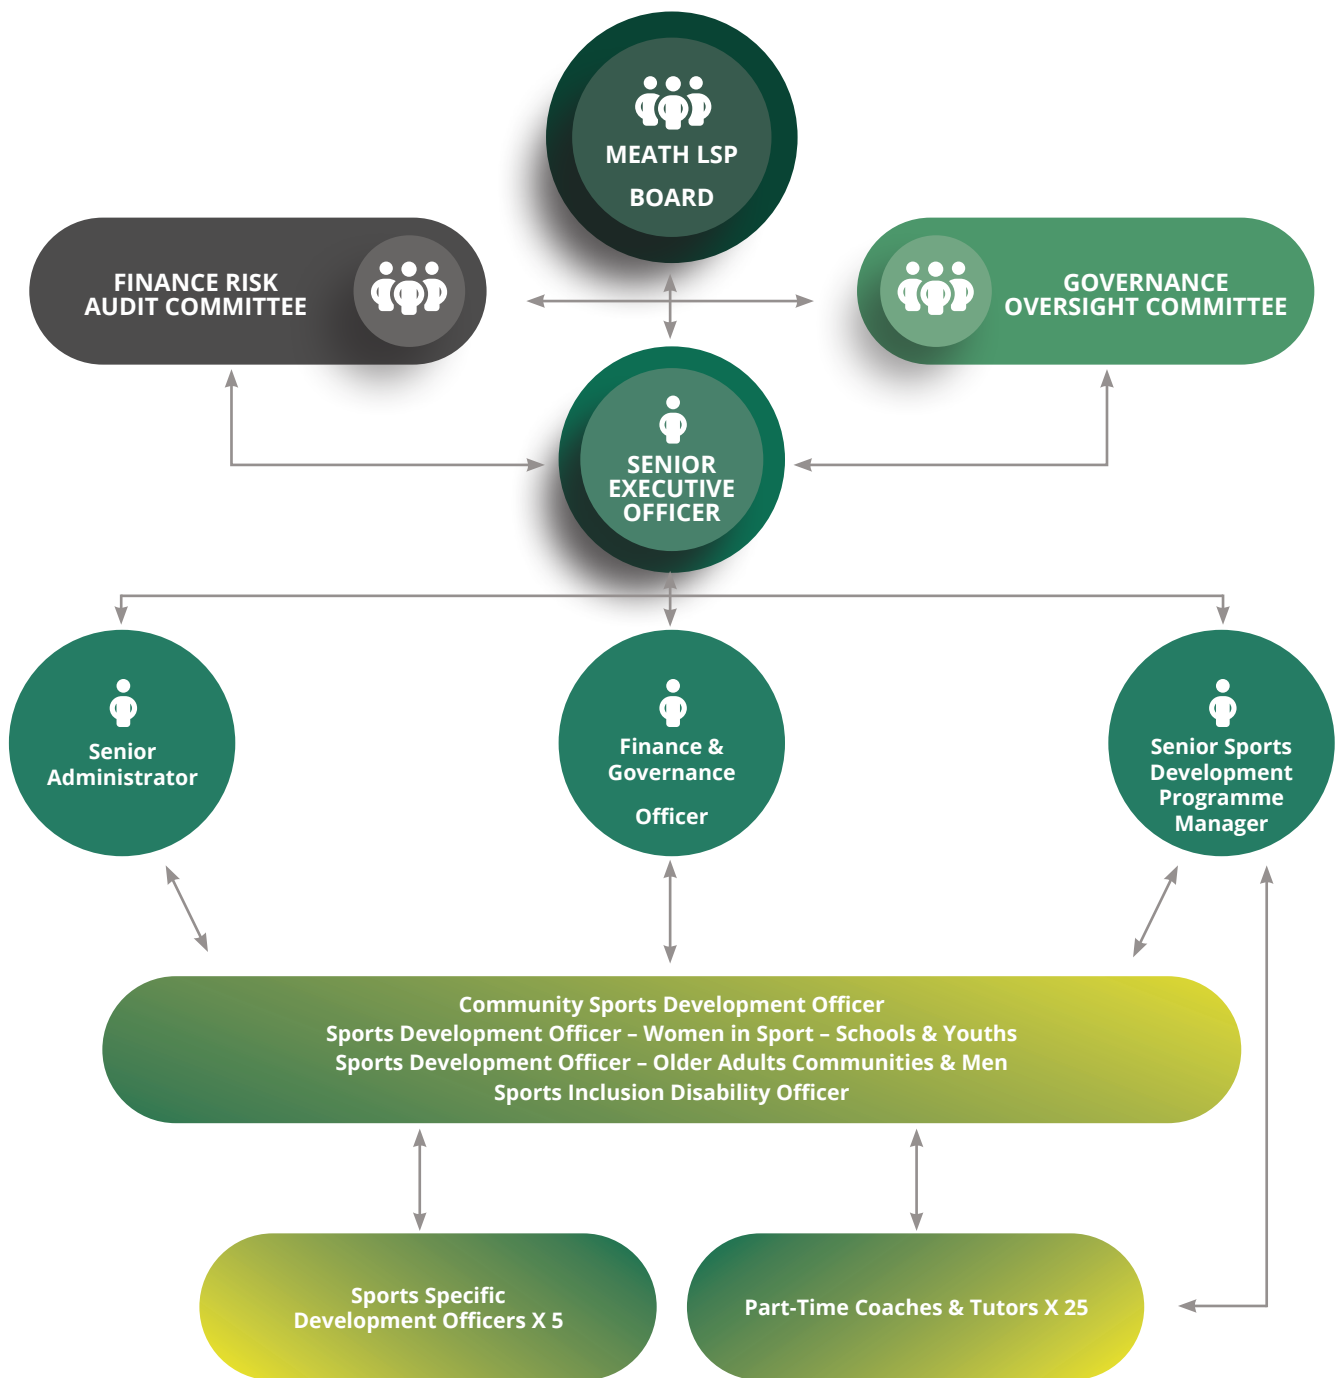 MEATH LSP
BOARD
FINANCE RISK
AUDIT COMMITTEE
GOVERNANCE
OVERSIGHT COMMITTEE
SENIOR
EXECUTIVE
OFFICER
Senior
Administrator
Finance &
Governance
Officer
Senior Sports
Development
Programme
Manager
Community Sports Development Officer
Sports Development Officer – Women in Sport – Schools & Youths
Sports Development Officer – Older Adults Communities & Men
Sports Inclusion Disability Officer
Sports Specific
Development Officers X 5
Part-Time Coaches & Tutors X 25